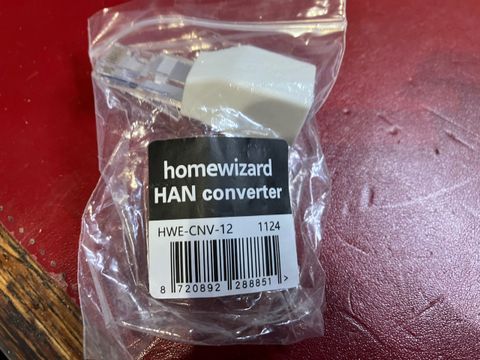 homewizard
HAN converter
HWE-CNV-12 1124
8 720892 288851 >